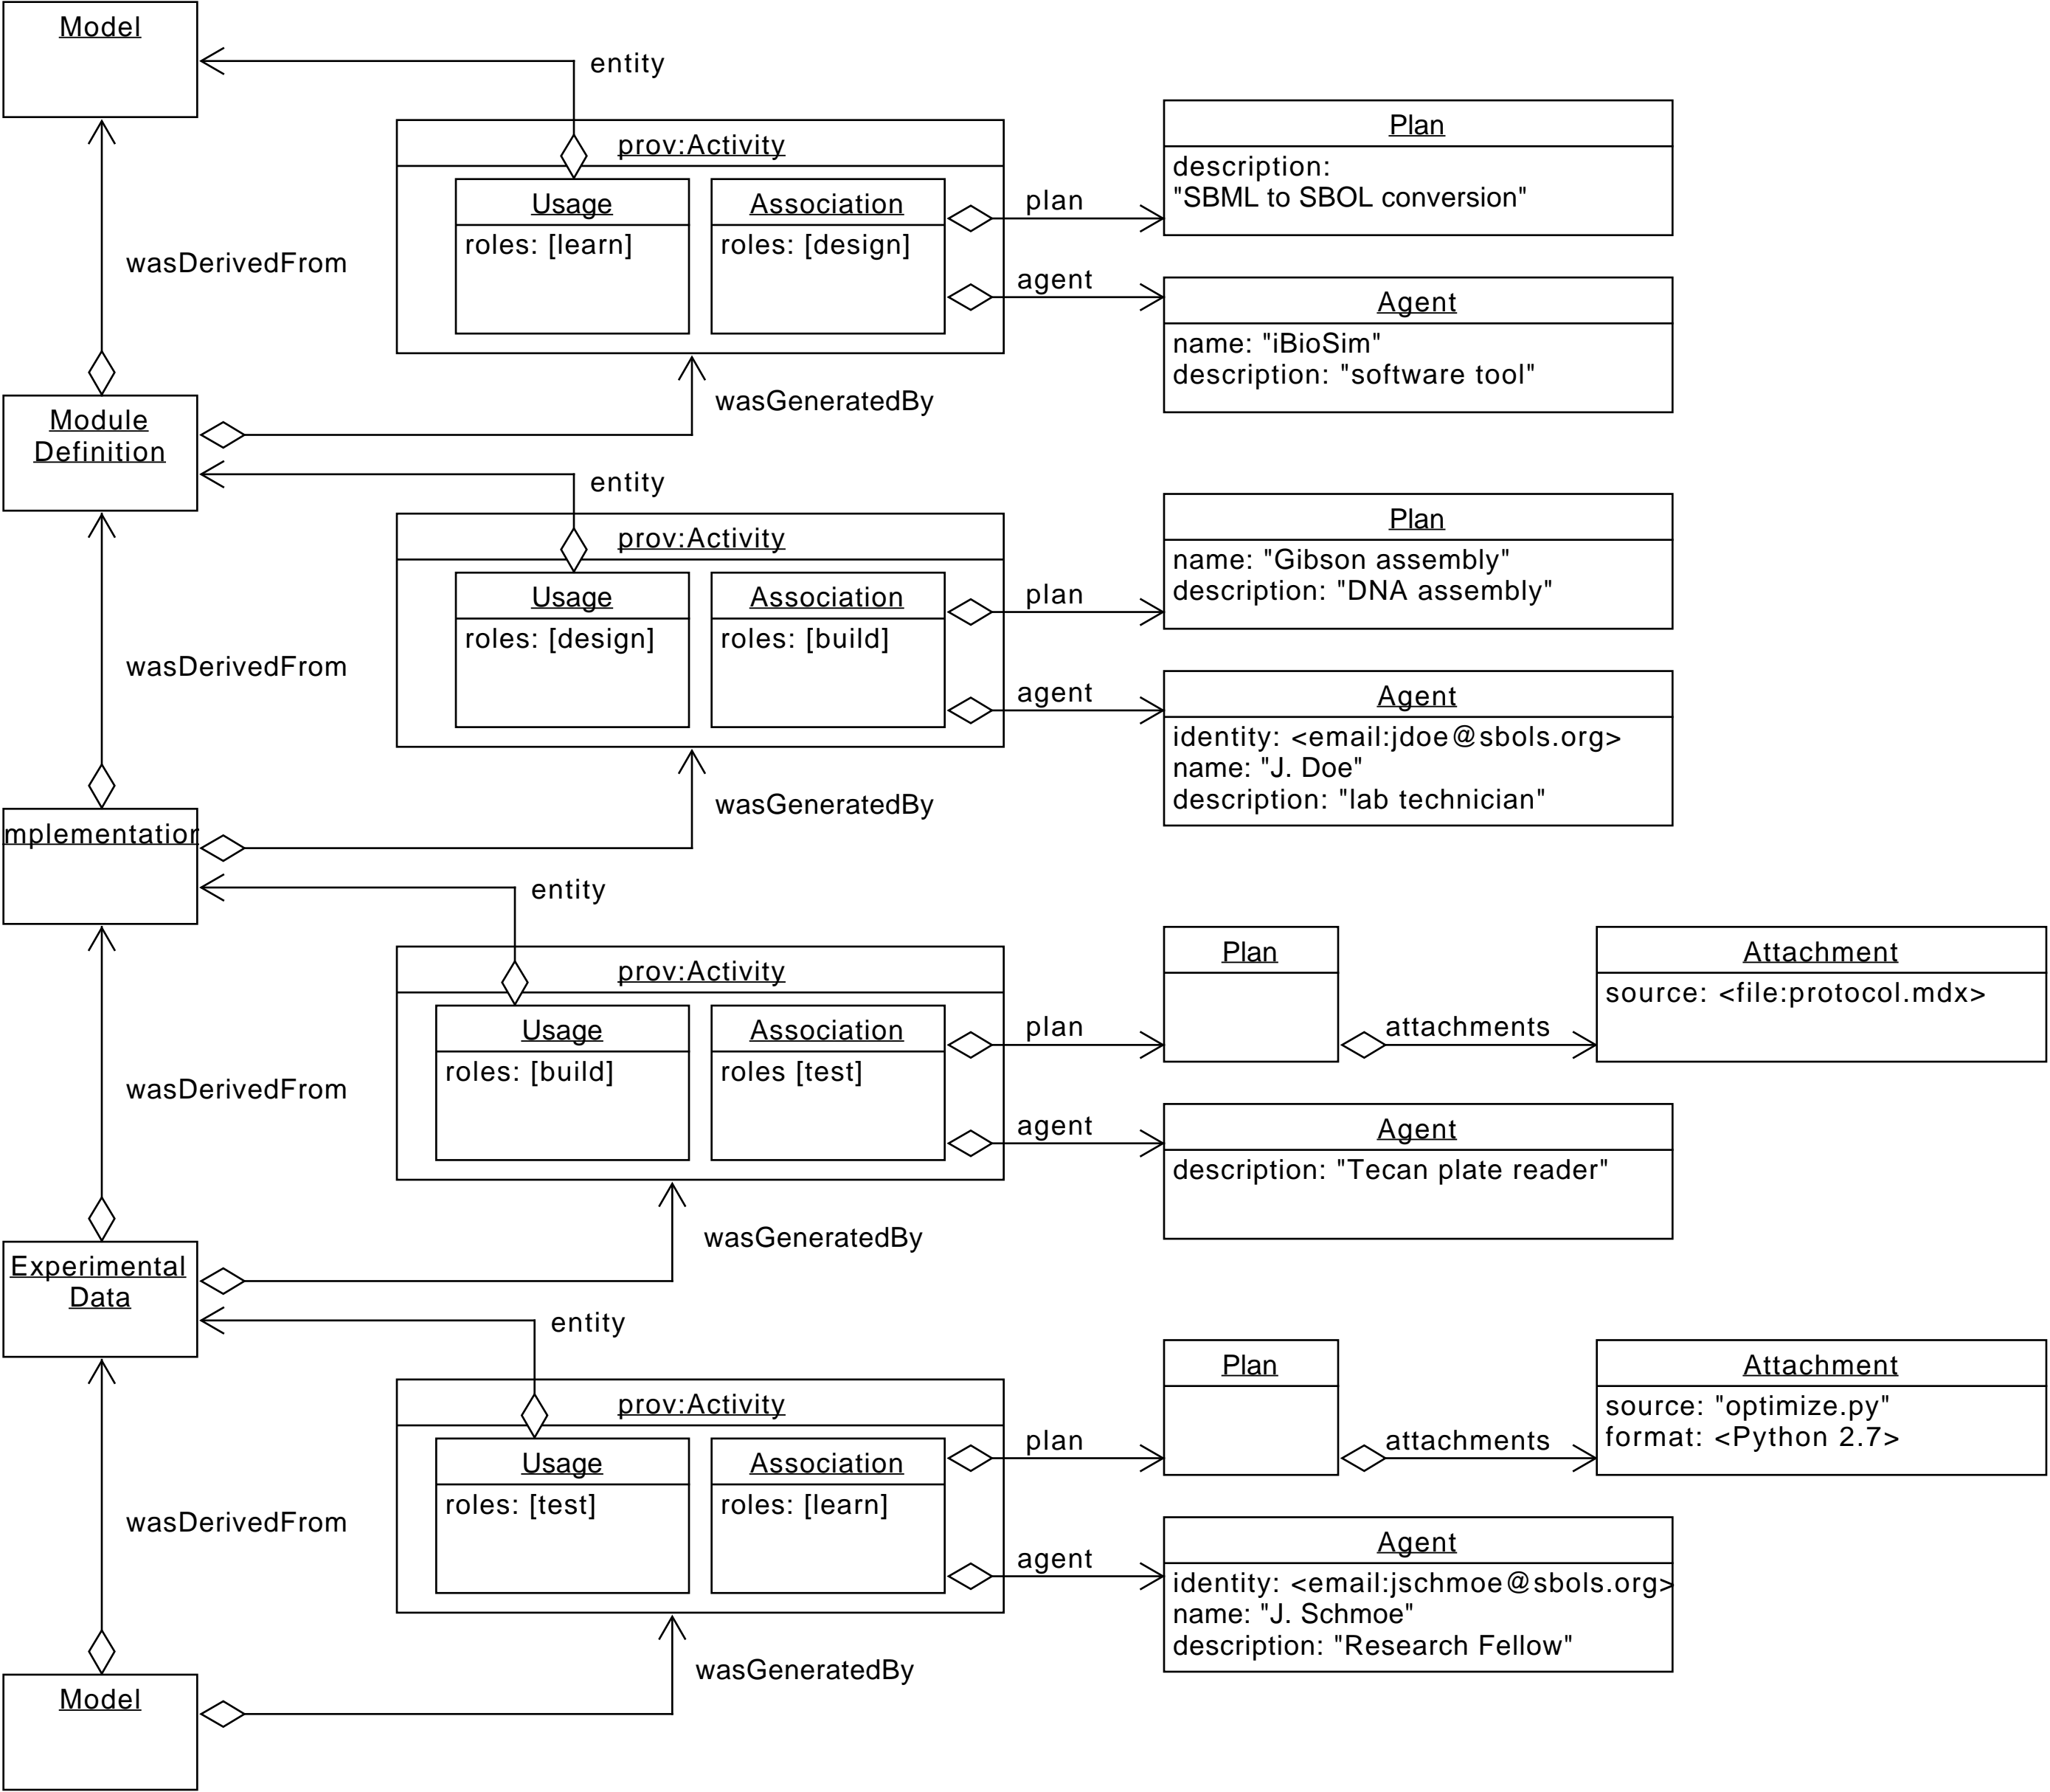 Model
entity
prov:Activity
Usage
roles: [learn]
Association
roles: [design]
plan
Plan
description:
"SBML to SBOL conversion"
agent
Agent
name: "iBioSim"
description: "software tool"
wasDerivedFrom
wasGeneratedBy
Module
Definition
entity
prov:Activity
Usage
roles: [design]
Association
roles: [build]
plan
Plan
name: "Gibson assembly"
description: "DNA assembly"
agent
Agent
identity: <email:jdoe@sbols.org>
name: "J. Doe"
description: "lab technician"
wasDerivedFrom
wasGeneratedBy
mplementation
entity
prov:Activity
Usage
roles: [build]
Association
roles [test]
plan
Plan
attachments
Attachment
source: <file:protocol.mdx>
agent
Agent
description: "Tecan plate reader"
wasDerivedFrom
wasGeneratedBy
Experimental
Data
entity
prov:Activity
Usage
roles: [test]
Association
roles: [learn]
plan
Plan
attachments
Attachment
source: "optimize.py"
format: <Python 2.7>
agent
Agent
identity: <email:jschmoe@sbols.org>
name: "J. Schmoe"
description: "Research Fellow"
wasDerivedFrom
wasGeneratedBy
Model